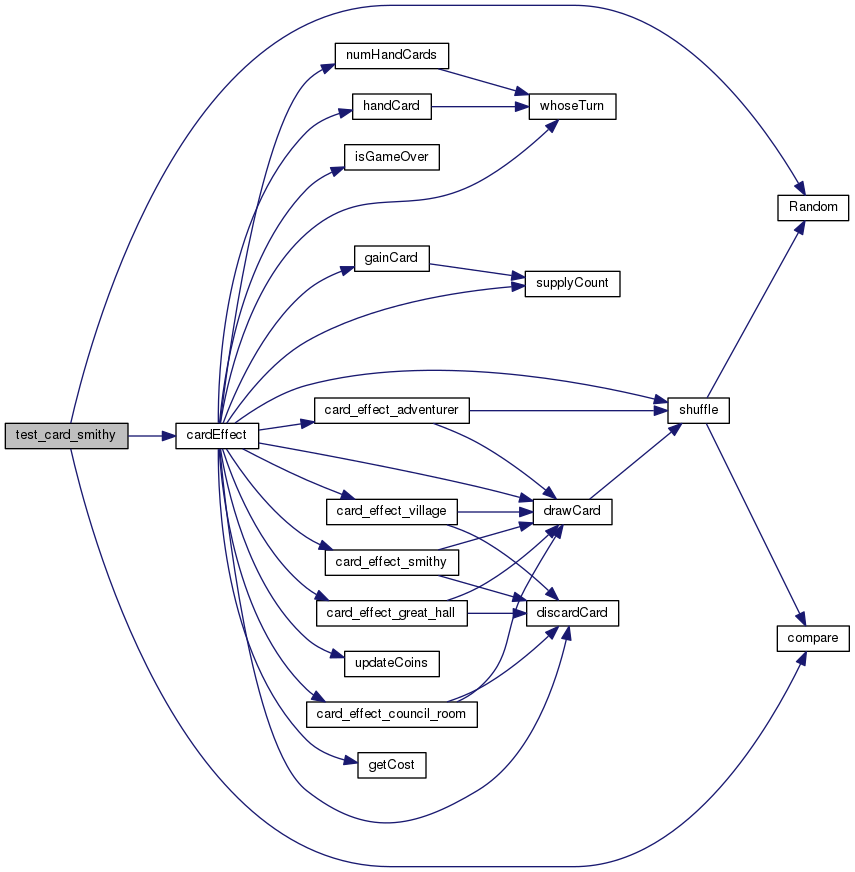 numHandCards
handCard
whoseTurn
isGameOver
Random
gainCard
supplyCount
card_effect_adventurer
shuffle
test_card_smithy
cardEffect
card_effect_village
drawCard
card_effect_smithy
card_effect_great_hall
discardCard
compare
updateCoins
card_effect_council_room
getCost